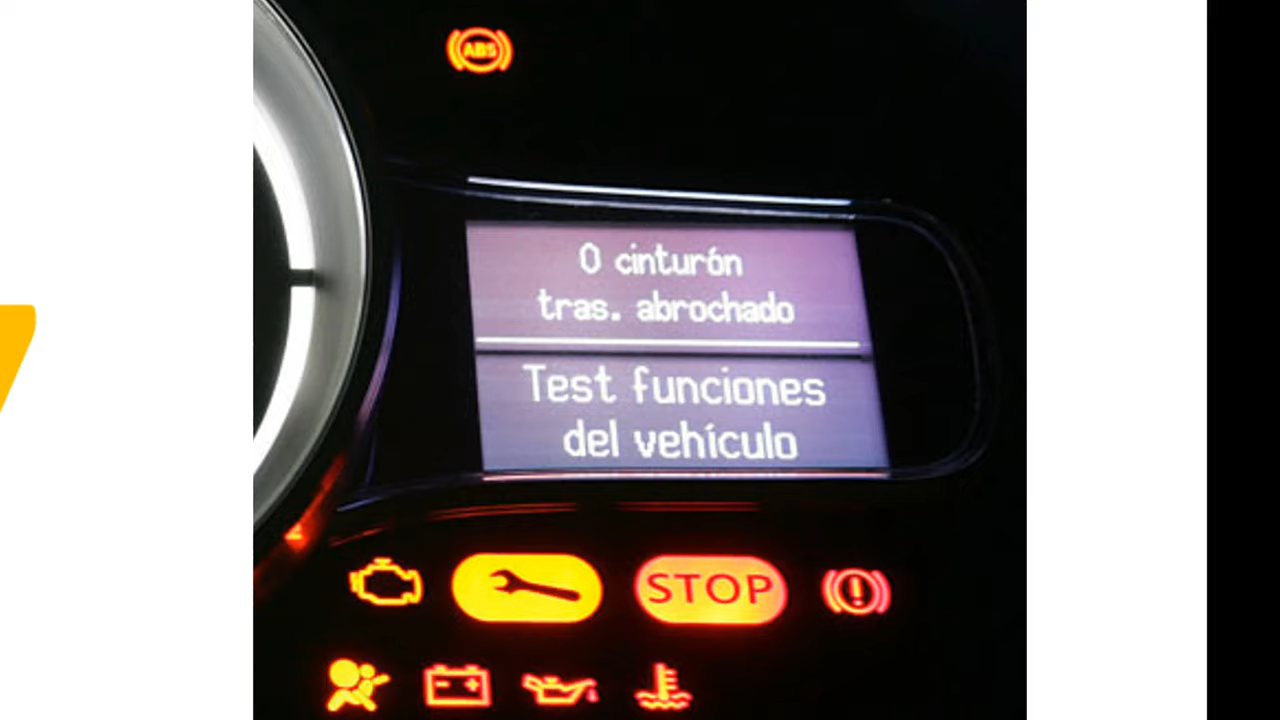 ABS
0 cinturón
tras. abrochado
Test funciones
del vehículo
STOP